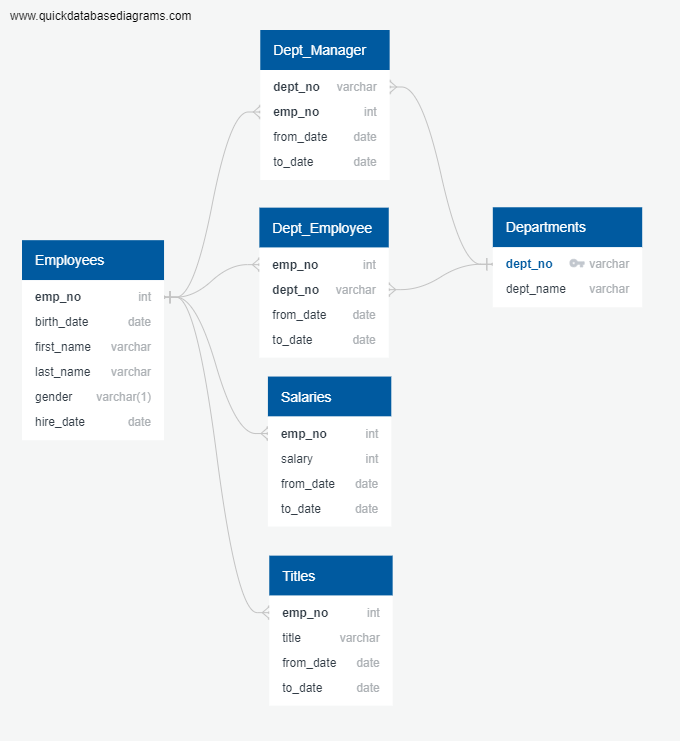 www.quickdatabasediagrams.com
Dept_Manager
dept_no varchar
emp_no int
from_date date
to_date date
Dept_Employee
emp_no int
dept_no varchar
from_date date
to_date date
Departments
dept_no varchar
dept_name varchar
Employees
emp_no int
birth_date date
first_name varchar
last_name varchar
gender varchar(1)
hire_date date
Salaries
emp_no int
salary int
from_date date
to_date date
Titles
emp_no int
title varchar
from_date date
to_date date